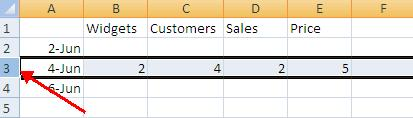 A B C D E F
1 Widgets Customers Sales Price
2 2-Jun
3 4-Jun 2 4 2 5
4 6-Jun
5